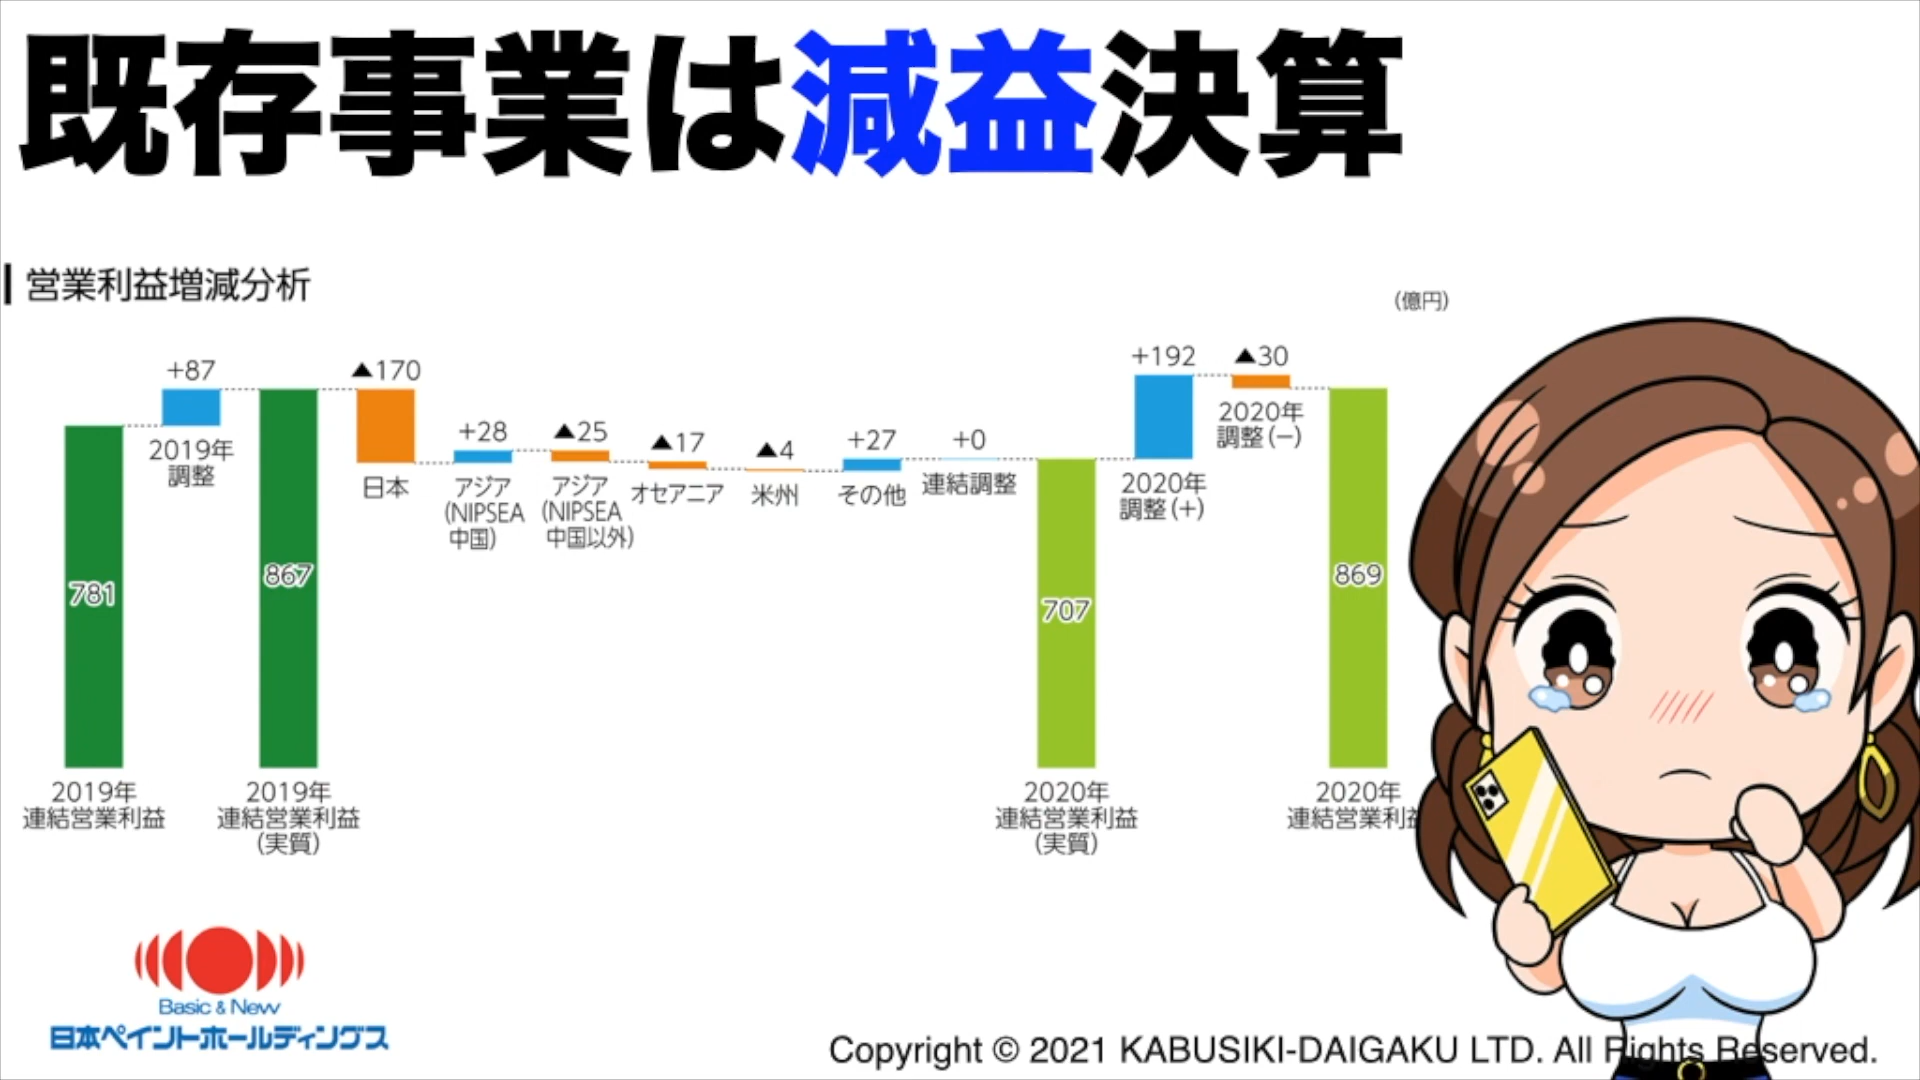 既存事業は減益決算
営業利益増減分析
(億円)
+87
▲170
+28
▲25
▲17
▲4
+27
+0
+192
▲30
2019年
調整
日本
アジア
(NIPSEA
中国)
アジア
(NIPSEA
中国以外)
オセアニア
米州
その他
連結調整
2020年
調整(+)
2020年
調整(−)
781
867
707
869
2019年
連結営業利益
2019年
連結営業利益
(実質)
2020年
連結営業利益
(実質)
2020年
連結営業利益
Basic & New
日本ペイントホールディングス
Copyright © 2021 KABUSIKI-DAIGAKU LTD. All Rights Reserved.